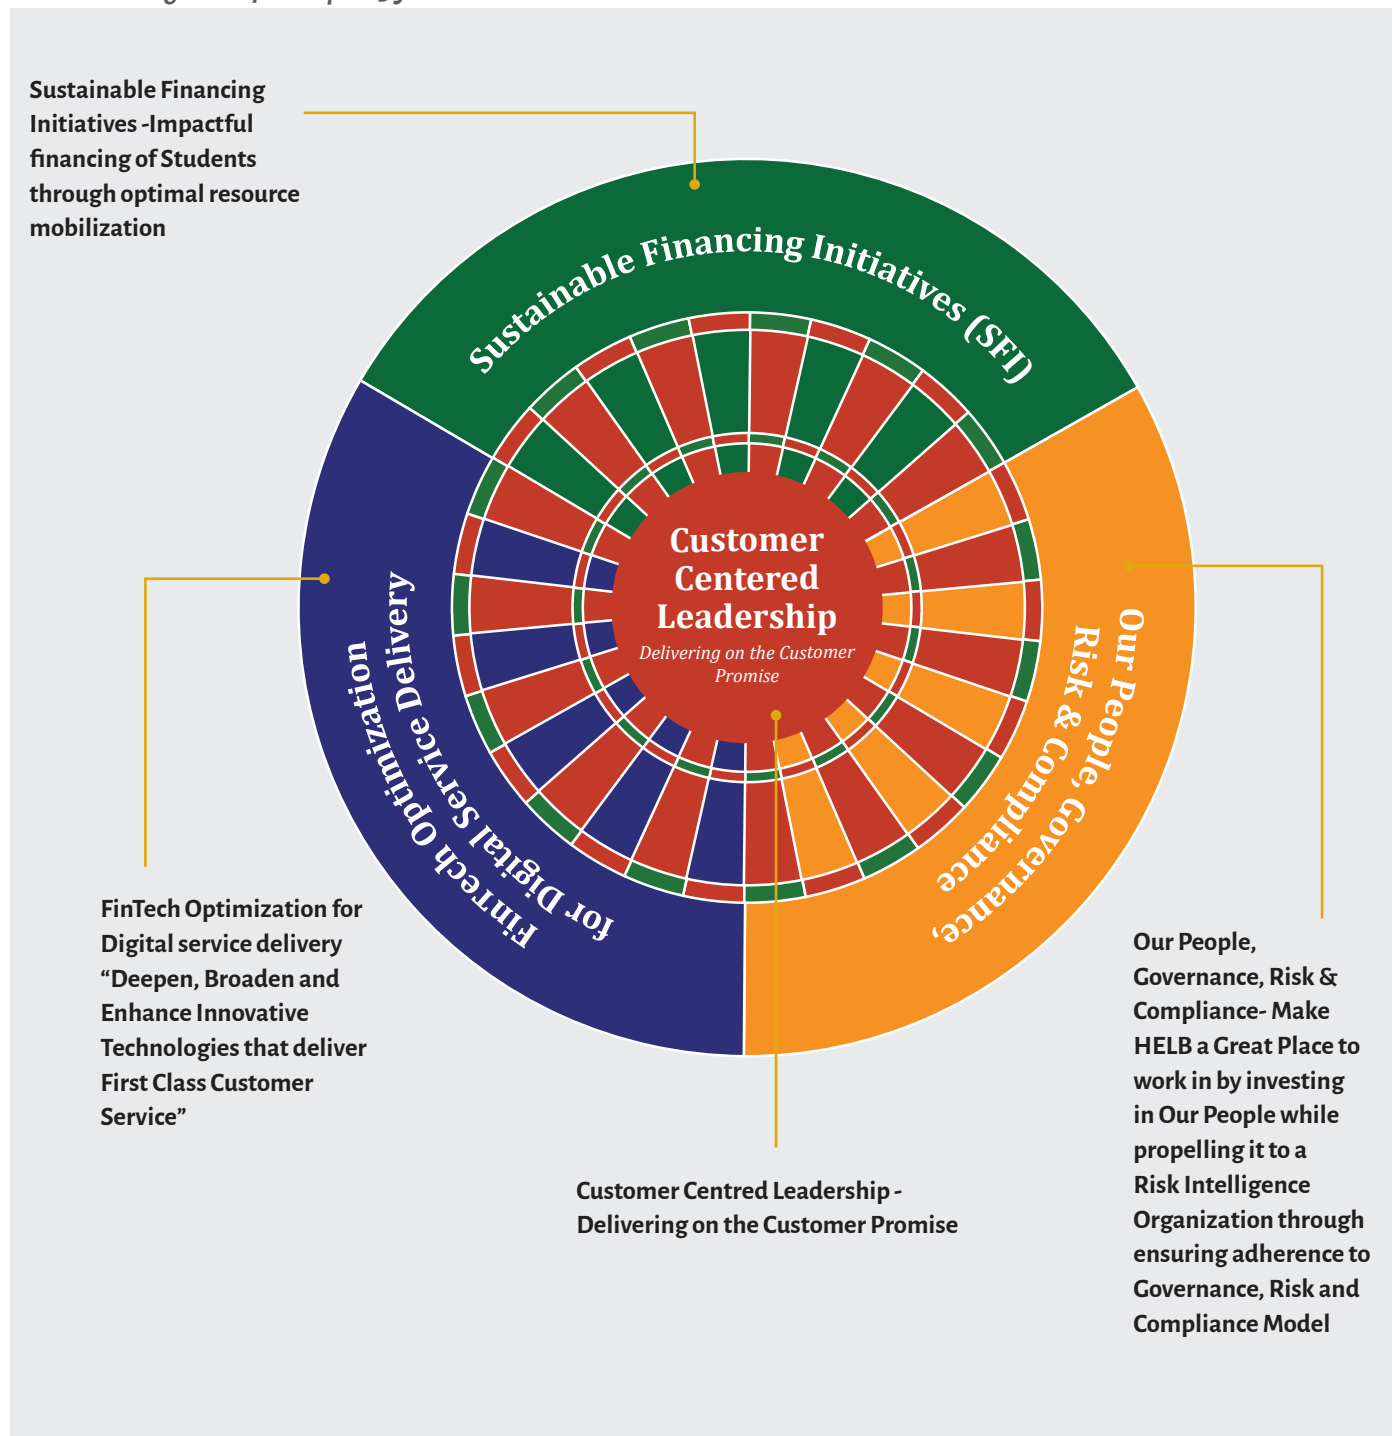 Sustainable Financing
Initiatives -Impactful
financing of Students
through optimal resource
mobilization
Sustainable Financing Initiatives (SFI)
Customer
Centered
Leadership
Delivering on the Customer
Promise
Our People, Governance,
Risk & Compliance
FinTech Optimization
for Digital Service Delivery
FinTech Optimization for
Digital service delivery
“Deepen, Broaden and
Enhance Innovative
Technologies that deliver
First Class Customer
Service”
Our People,
Governance, Risk &
Compliance- Make
HELB a Great Place to
work in by investing
in Our People while
propelling it to a
Risk Intelligence
Organization through
ensuring adherence to
Governance, Risk and
Compliance Model
Customer Centred Leadership -
Delivering on the Customer Promise